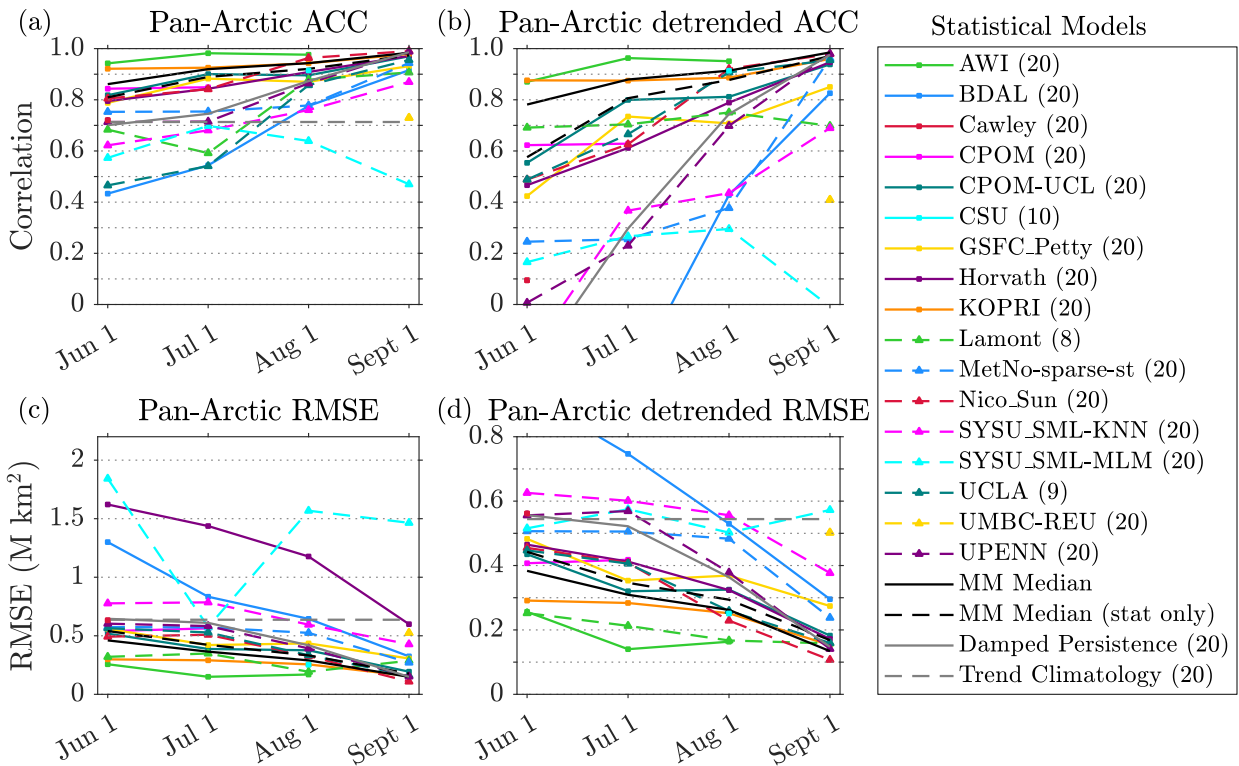 (a) Pan-Arctic ACC
Correlation
1.0
0.8
0.6
0.4
0.2
0
Jun 1
Jul 1
Aug 1
Sept 1
(b) Pan-Arctic detrended ACC
1.0
0.8
0.6
0.4
0.2
0
Jun 1
Jul 1
Aug 1
Sept 1
(c) Pan-Arctic RMSE
RMSE (M km²)
2
1.5
1
0.5
0
Jun 1
Jul 1
Aug 1
Sept 1
(d) Pan-Arctic detrended RMSE
0.8
0.6
0.4
0.2
0
Jun 1
Jul 1
Aug 1
Sept 1
Statistical Models
AWI (20)
BDAL (20)
Cawley (20)
CPOM (20)
CPOM-UCL (20)
CSU (10)
GSFC_Petty (20)
Horvath (20)
KOPRI (20)
Lamont (8)
MetNo-sparse-st (20)
Nico_Sun (20)
SYSU_SML-KNN (20)
SYSU_SML-MLM (20)
UCLA (9)
UMBC-REU (20)
UPENN (20)
MM Median
MM Median (stat only)
Damped Persistence (20)
Trend Climatology (20)